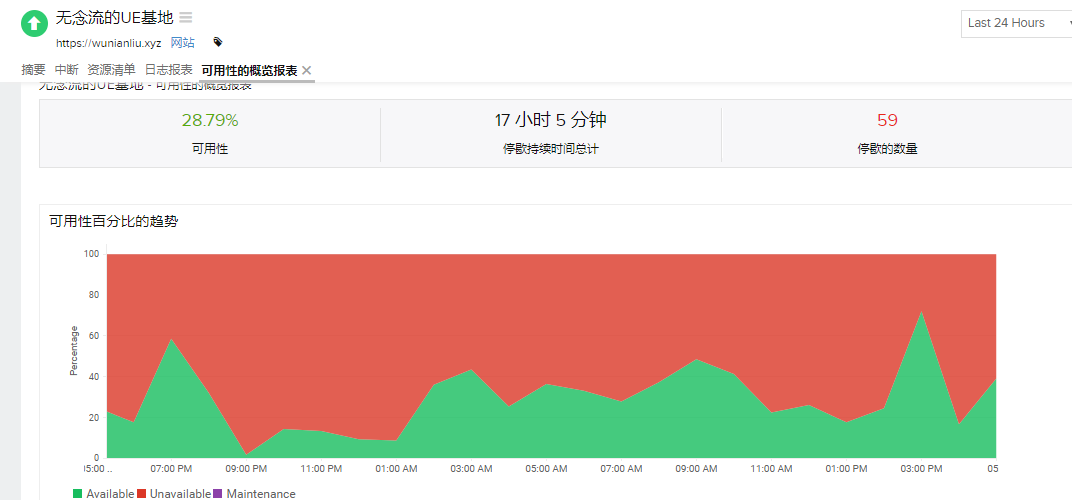 无念流的UE基地
https://wunianliu.xyz 网站
Last 24 Hours
摘要 中断 资源清单 日志报表 可用性的概览报表
无念流的UE基地 - 可用性的概览报表
28.79% 17 小时 5 分钟 59
可用性 停歇持续时间总计 停歇的数量
可用性百分比的趋势
100
80
60
40
20
0
Percentage
05:00 .. 07:00 PM 09:00 PM 11:00 PM 01:00 AM 03:00 AM 05:00 AM 07:00 AM 09:00 AM 11:00 AM 01:00 PM 03:00 PM 05
Available Unavailable Maintenance